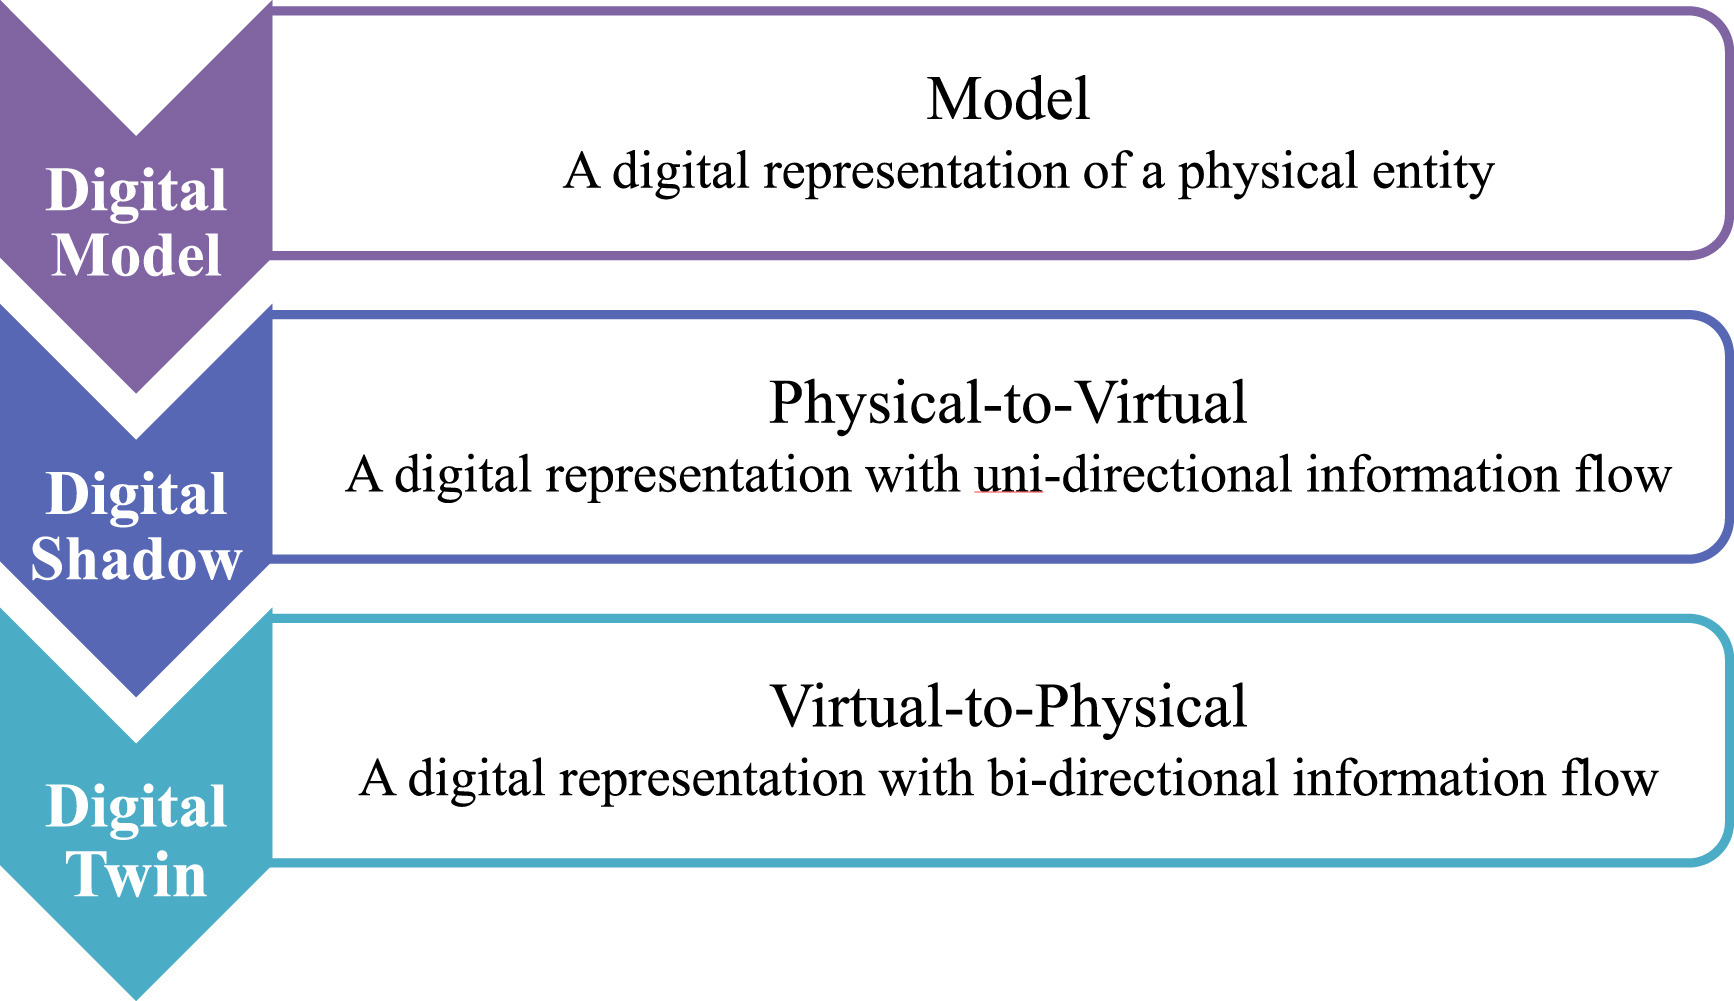 Digital
Model
Model
A digital representation of a physical entity
Digital
Shadow
Physical-to-Virtual
A digital representation with uni-directional information flow
Digital
Twin
Virtual-to-Physical
A digital representation with bi-directional information flow